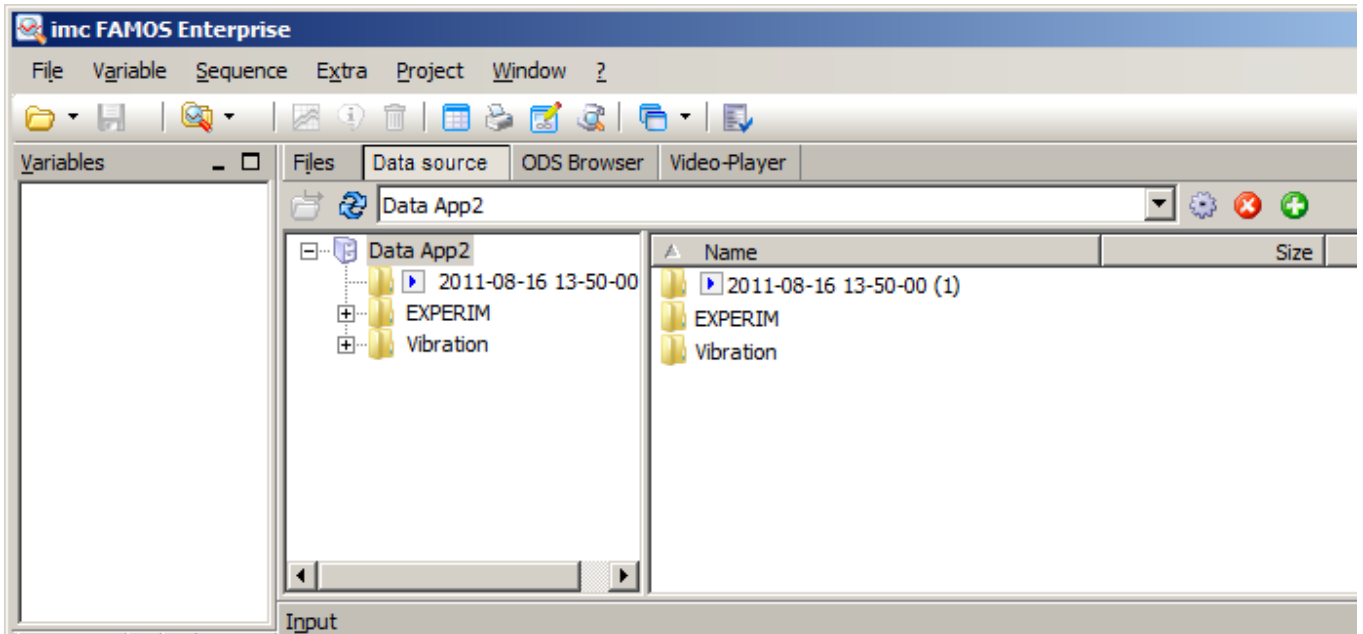 imc FAMOS Enterprise
File Variable Sequence Extra Project Window ?
Variables Files Data source ODS Browser Video-Player
Data App2
Data App2 Name Size
2011-08-16 13-50-00 2011-08-16 13-50-00 (1)
EXPERIM EXPERIM
Vibration Vibration
Input